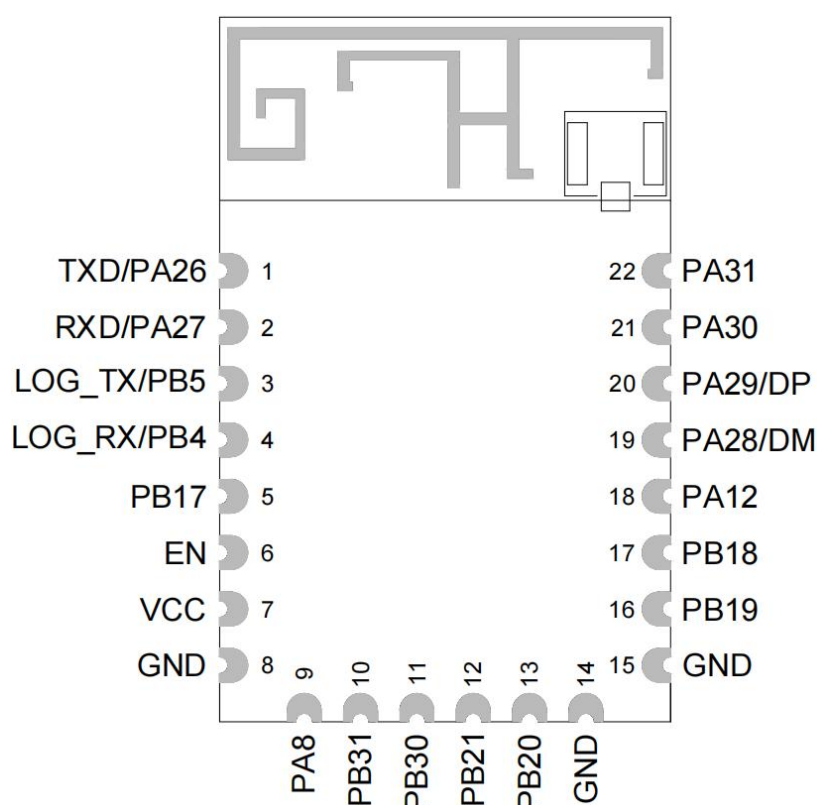 TXD/PA26 1 22 PA31
RXD/PA27 2 21 PA30
LOG_TX/PB5 3 20 PA29/DP
LOG_RX/PB4 4 19 PA28/DM
PB17 5 18 PA12
EN 6 17 PB18
VCC 7 16 PB19
GND 8 15 GND
9 10 11 12 13 14
PA8 PB31 PB30 PB21 PB20 GND